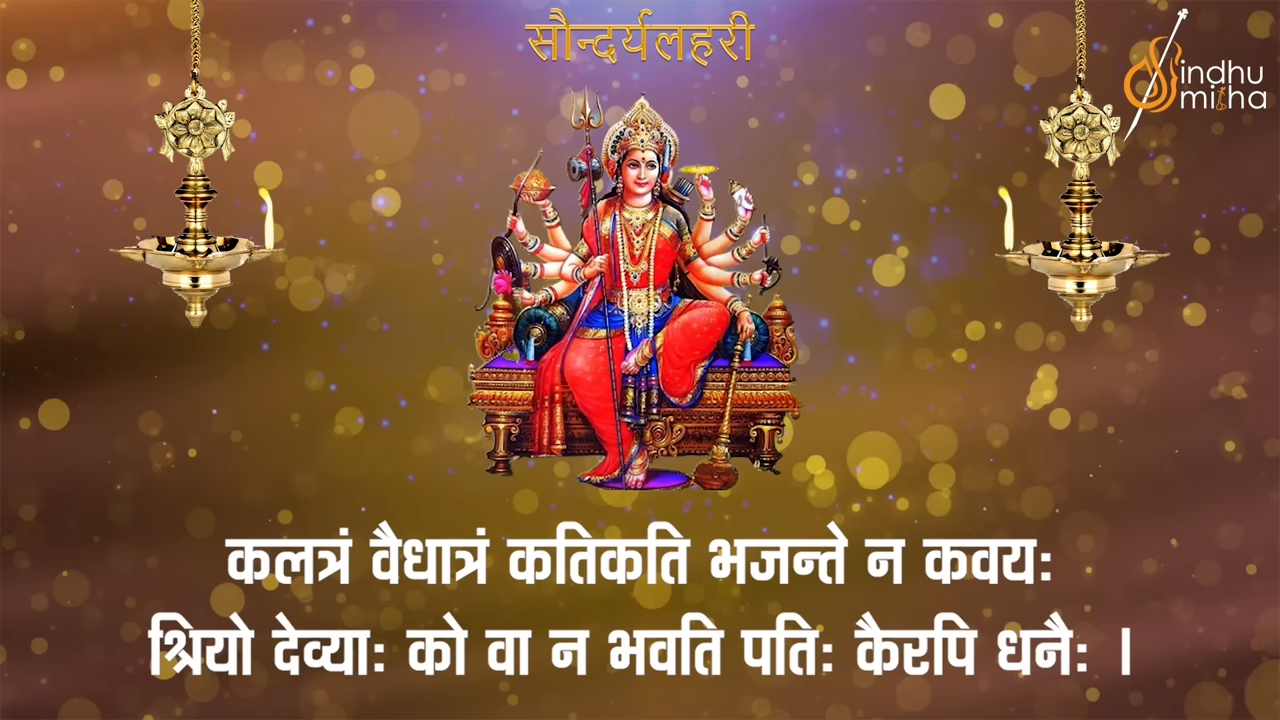 सौन्दर्यलहरी
Sindhu
Smitha
कलत्रं वैधात्रं कतिकति भजन्ते न कवयः
श्रियो देव्याः को वा न भवति पतिः कैरपि धनैः ।